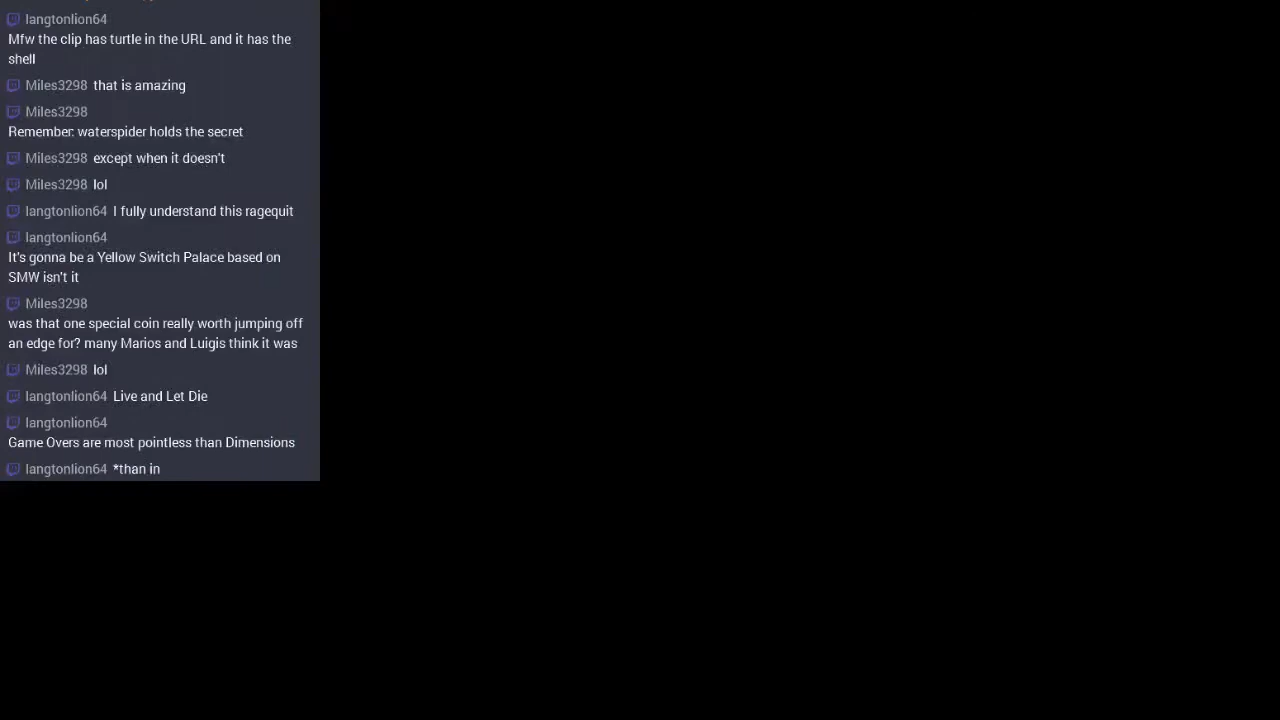 langtonlion64
Mfw the clip has turtle in the URL and it has the
shell
Miles3298 that is amazing
Miles3298
Remember: waterspider holds the secret
Miles3298 except when it doesn't
Miles3298 lol
langtonlion64 I fully understand this ragequit
langtonlion64
It's gonna be a Yellow Switch Palace based on
SMW isn't it
Miles3298
was that one special coin really worth jumping off
an edge for? many Marios and Luigis think it was
Miles3298 lol
langtonlion64 Live and Let Die
langtonlion64
Game Overs are most pointless than Dimensions
langtonlion64 *than in